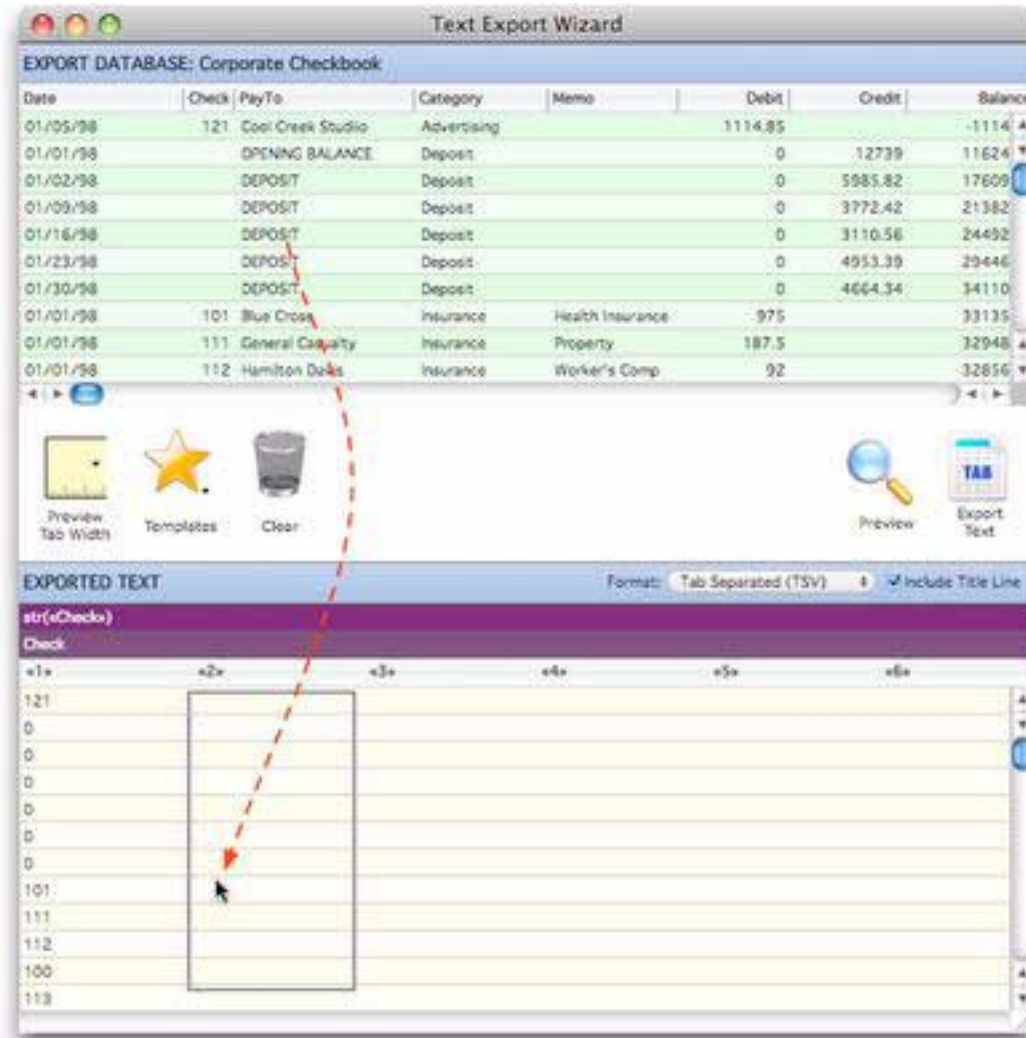 Text Export Wizard
EXPORT DATABASE: Corporate Checkbook
Date Check PayTo Category Memo Debit Credit Balance
01/05/98 121 Cool Creek Studio Advertising 1114.85 -1114
01/01/98 OPENING BALANCE Deposit 0 12739 11624
01/02/98 DEPOSIT Deposit 0 5985.82 17609
01/09/98 DEPOSIT Deposit 0 3772.42 21382
01/16/98 DEPOSIT Deposit 0 3110.56 24492
01/23/98 DEPOSIT Deposit 0 4953.39 29446
01/30/98 DEPOSIT Deposit 0 4664.34 34110
01/01/98 101 Blue Cross Insurance Health Insurance 975 33135
01/01/98 111 General Casualty Insurance Property 187.5 32948
01/01/98 112 Hamilton Insurance Worker's Comp 92 32856
TAB
Preview Tab Width Templates Clear Preview Export Text
EXPORTED TEXT Format: Tab Separated (TSV) Include Title Line
str(«Check»)
Check
«1» «2» «3» «4» «5» «6»
121
0
0
0
0
0
0
101
111
112
100
113